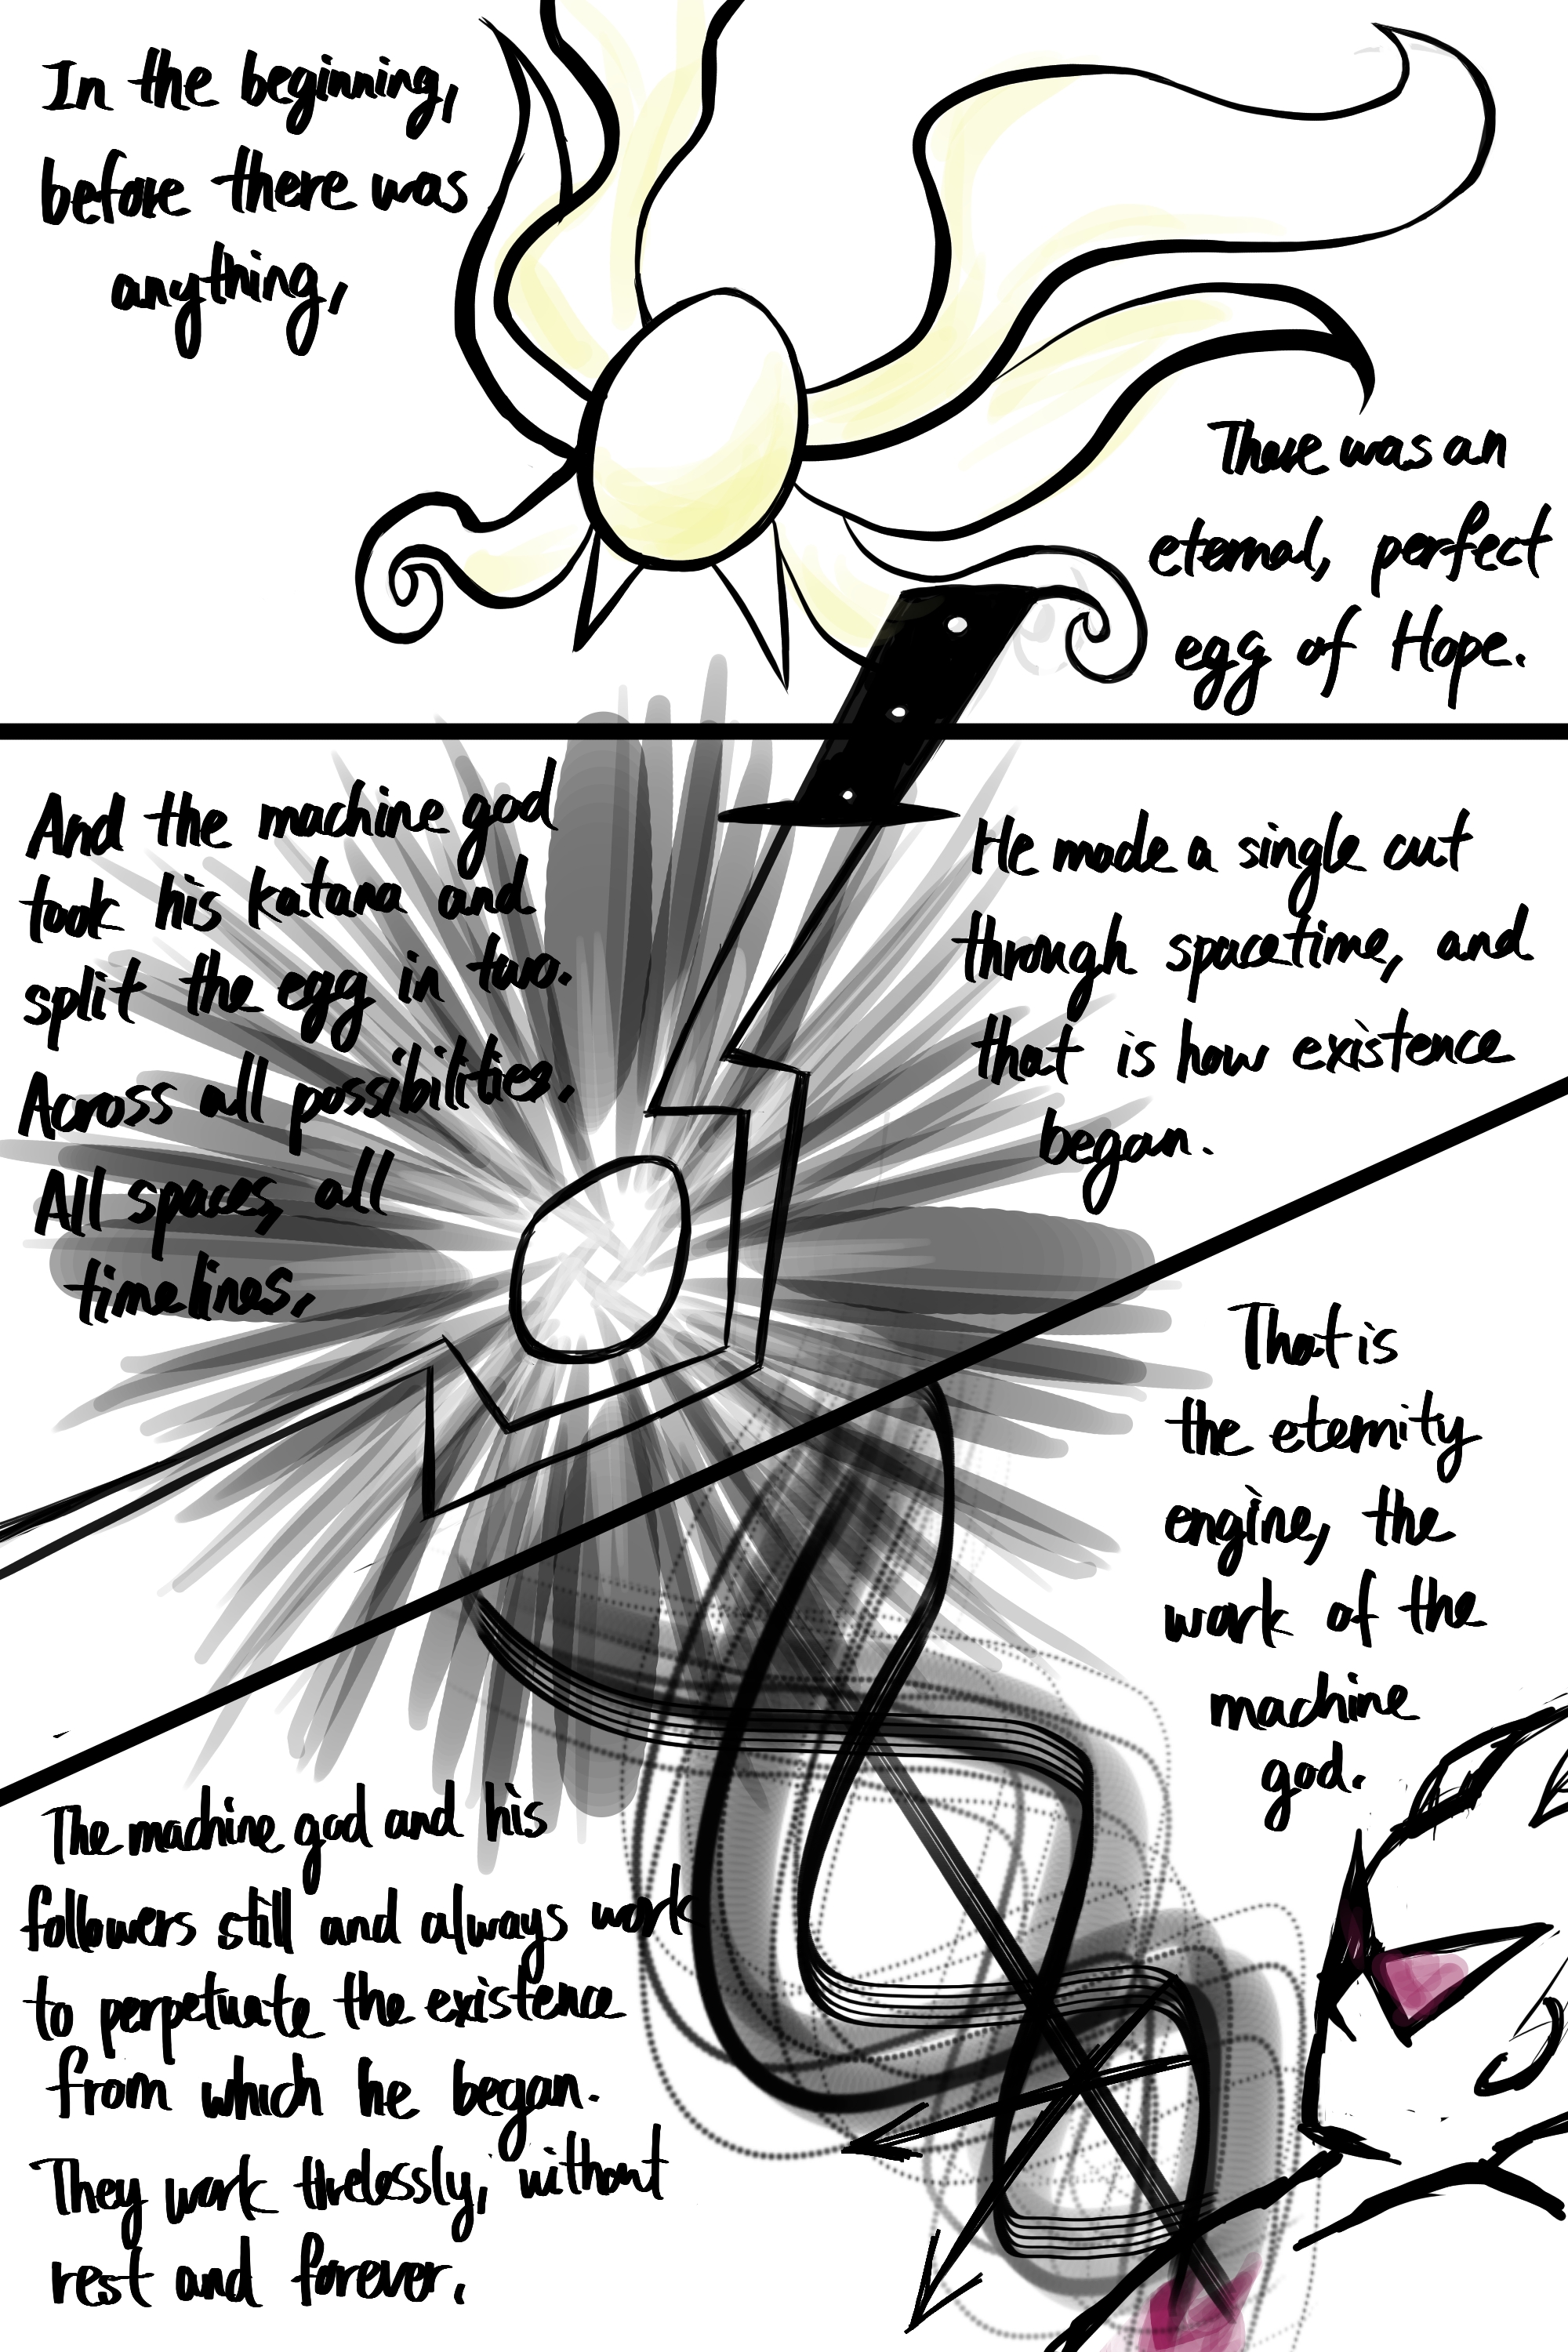 In the beginning,
before there was
anything,
There was an
eternal, perfect
egg of Hope.
And the machine god
took his katana and
split the egg in two.
Across all possibilities.
All spaces, all
timelines,
He made a single cut
through spacetime, and
that is how existence
began.
That is
the eternity
engine, the
work of the
machine
god.
The machine god and his
followers still and always work
to perpetuate the existence
from which he began.
They work tirelessly, without
rest and forever.